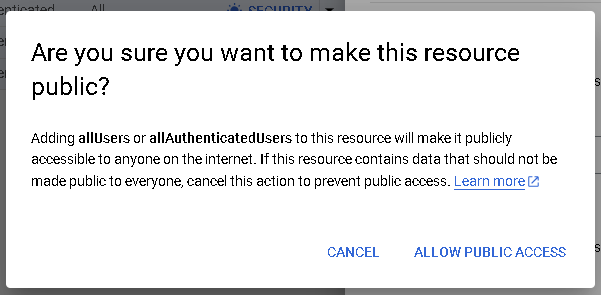 All
SECURITY
Are you sure you want to make this resource
public?
Adding allUsers or allAuthenticatedUsers to this resource will make it publicly
accessible to anyone on the internet. If this resource contains data that should not be
made public to everyone, cancel this action to prevent public access. Learn more
CANCEL ALLOW PUBLIC ACCESS